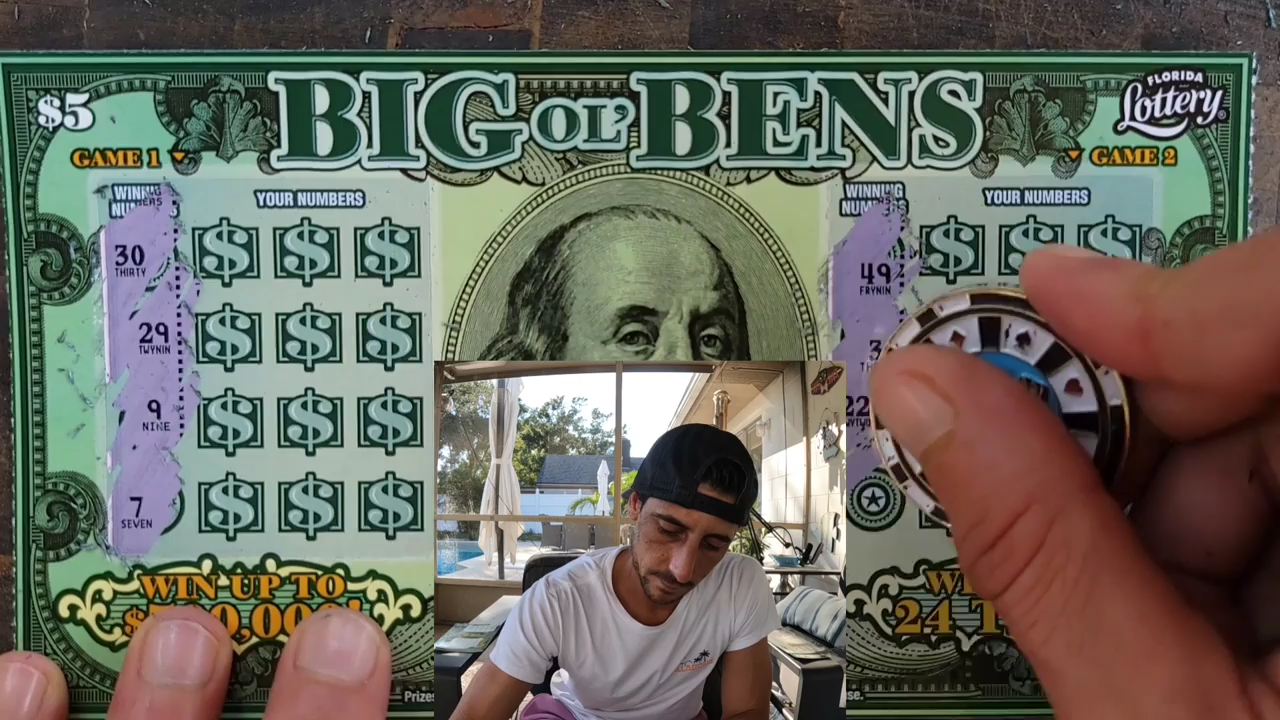 BIG OL' BENS
$5
FLORIDA
Lottery
GAME 1
GAME 2
WINNING
NUMBERS
YOUR NUMBERS
WINNING
YOUR NUMBERS
30
THIRTY
29
TWYNIN
9
NINE
7
SEVEN
49
FRYNIN
22
WIN UP TO
24
Prizes